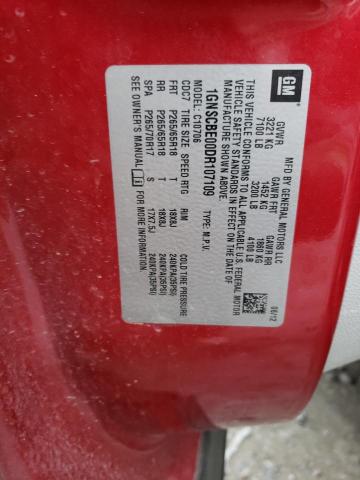 GM
MFD BY GENERAL MOTORS LLC
GVWR GAWR FRT GAWR RR
3221 KG 1452 KG 1860 KG
7100 LB 3200 LB 4100 LB
06/12
THIS VEHICLE CONFORMS TO ALL APPLICABLE U.S. FEDERAL MOTOR
VEHICLE SAFETY STANDARDS IN EFFECT ON THE DATE OF
MANUFACTURE SHOWN ABOVE.
1GNSCBE00DR107109 TYPE: M.P.V.
MODEL: C10706
CDC7 TIRE SIZE SPEED RTG RIM COLD TIRE PRESSURE
FRT P265/65R18 T 18X8J 240KPA(35PSI)
RR P265/65R18 T 18X8J 240KPA(35PSI)
SPA P265/70R17 S 17X7.5J 240KPA(35PSI)
SEE OWNER'S MANUAL